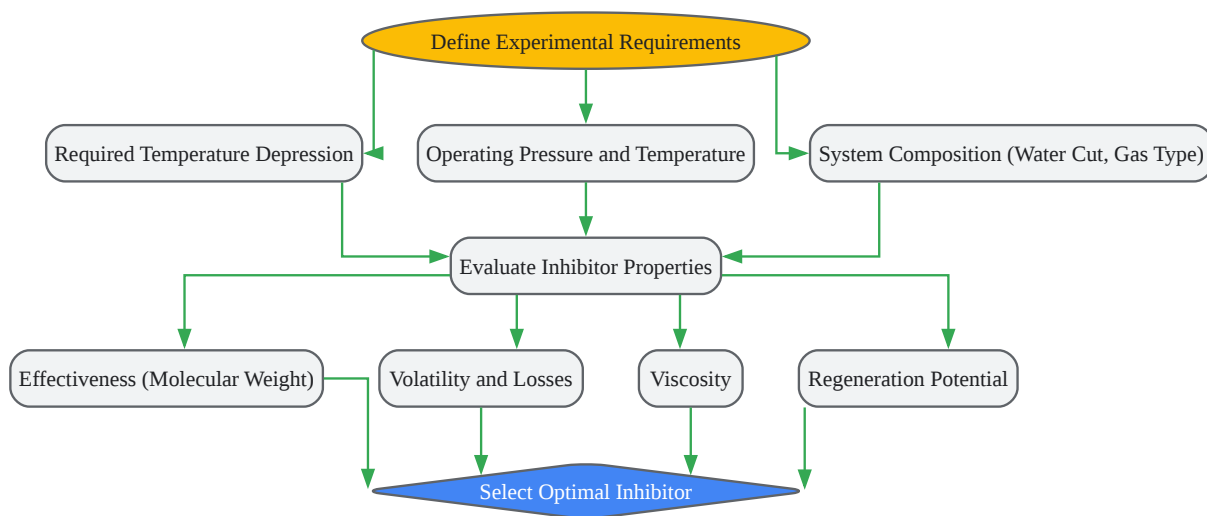 Define Experimental Requirements
Required Temperature Depression
Operating Pressure and Temperature
System Composition (Water Cut, Gas Type)
Evaluate Inhibitor Properties
Effectiveness (Molecular Weight)
Volatility and Losses
Viscosity
Regeneration Potential
Select Optimal Inhibitor